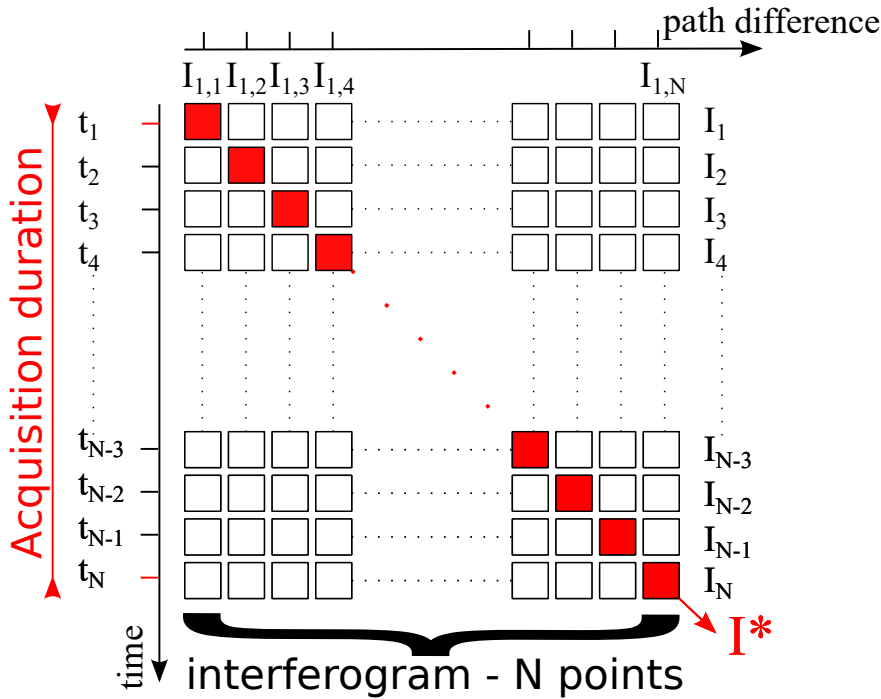 path difference
I1,1 I1,2 I1,3 I1,4 I1,N
t1 I1
t2 I2
t3 I3
t4 I4
tN-3 IN-3
tN-2 IN-2
tN-1 IN-1
tN IN
Acquisition duration
time
I*
interferogram - N points